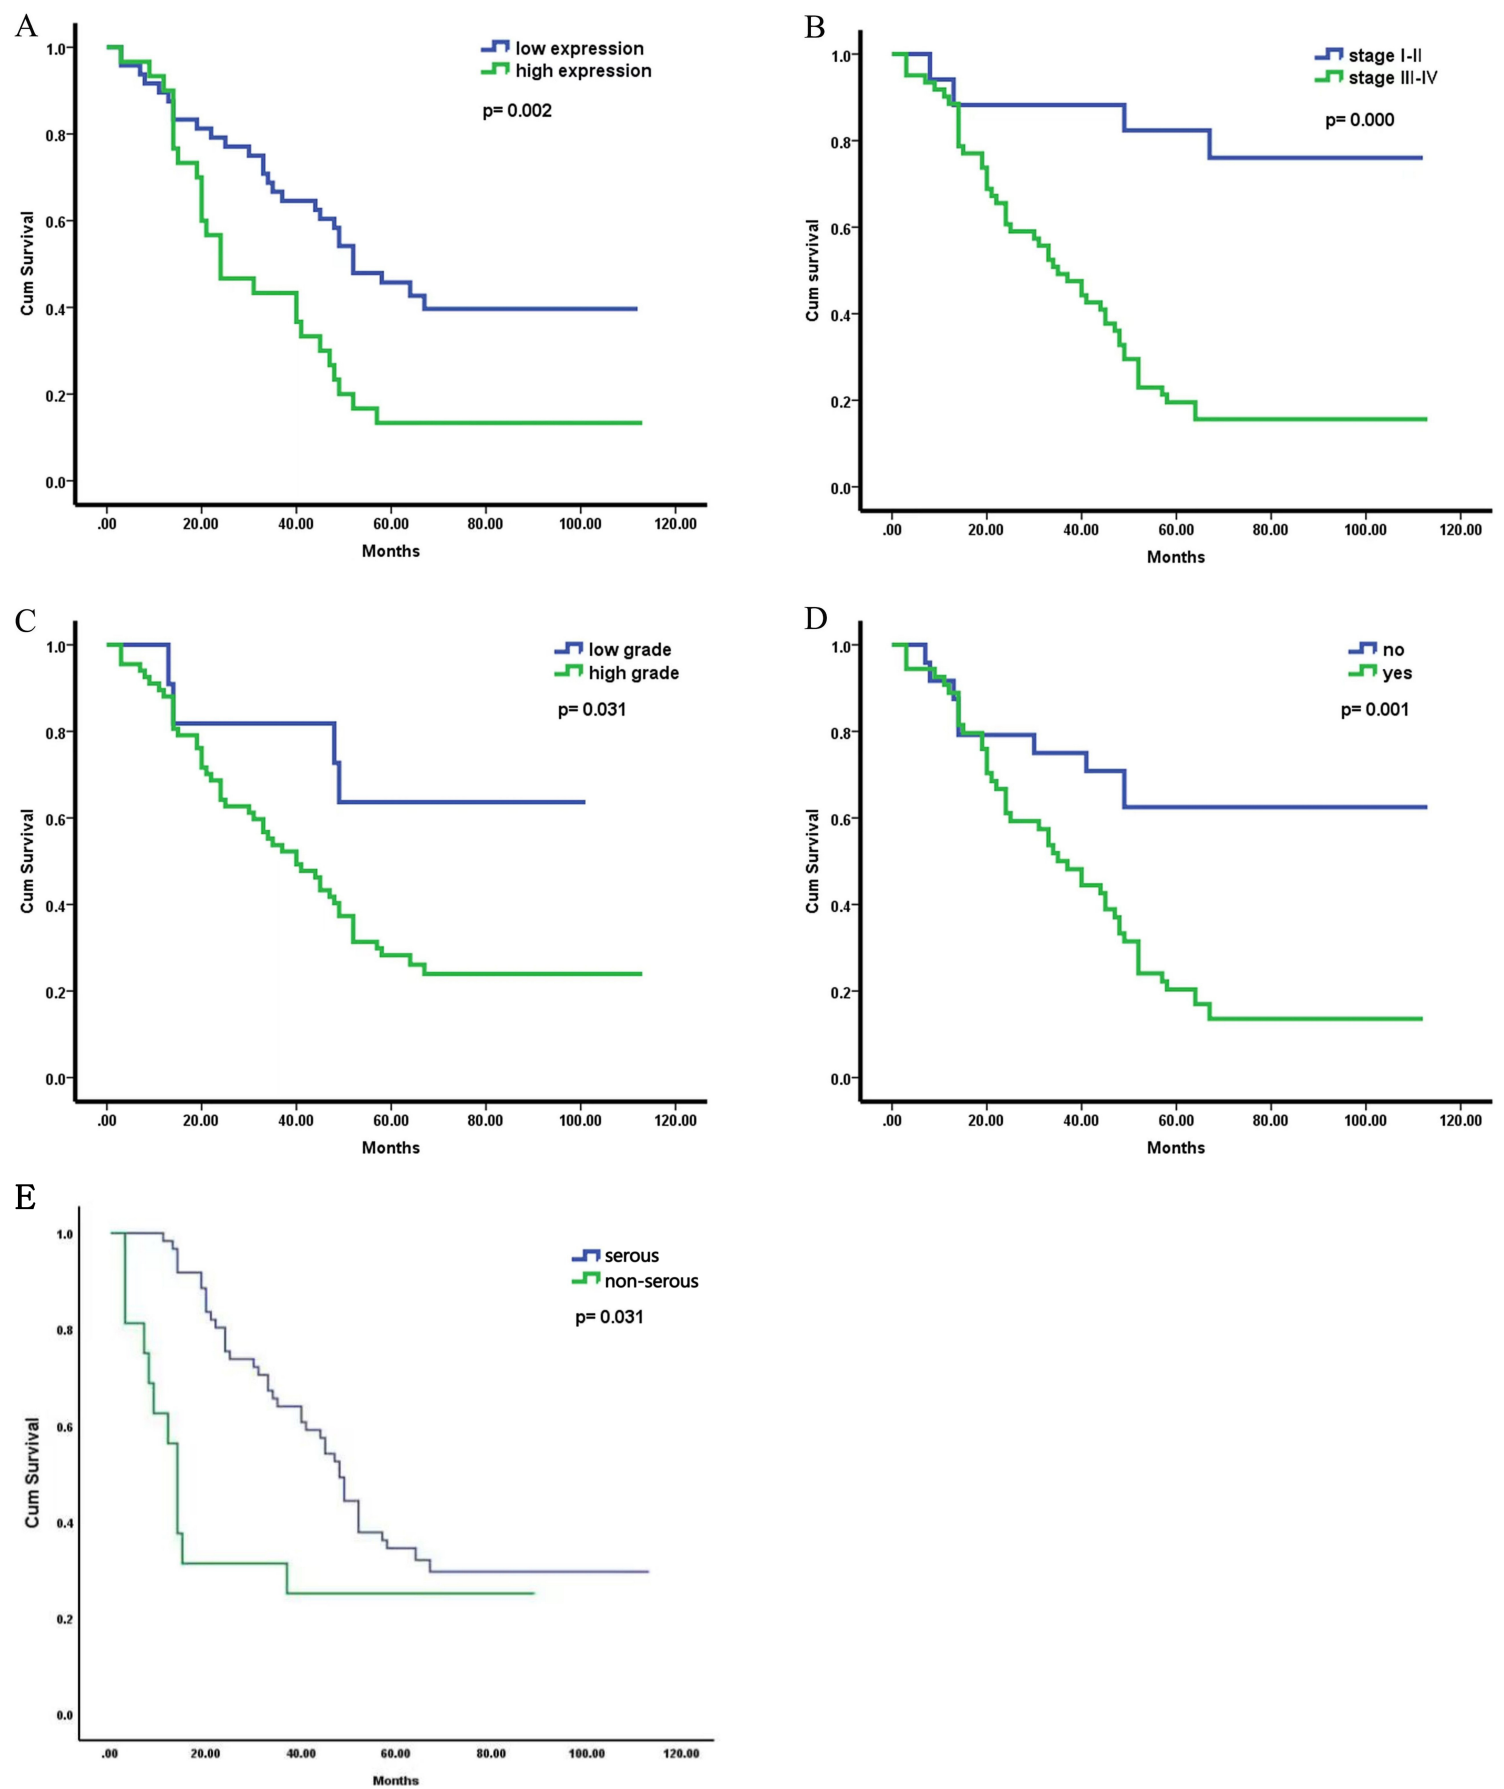 A
low expression
high expression
p= 0.002
1.0
0.8
0.6
0.4
0.2
0.0
Cum Survival
.00 20.00 40.00 60.00 80.00 100.00 120.00
Months
B
stage I-II
stage III-IV
p= 0.000
1.0
0.8
0.6
0.4
0.2
0.0
Cum survival
.00 20.00 40.00 60.00 80.00 100.00 120.00
Months
C
low grade
high grade
p= 0.031
1.0
0.8
0.6
0.4
0.2
0.0
Cum Survival
.00 20.00 40.00 60.00 80.00 100.00 120.00
Months
D
no
yes
p= 0.001
1.0
0.8
0.6
0.4
0.2
0.0
Cum Survival
.00 20.00 40.00 60.00 80.00 100.00 120.00
Months
E
serous
non-serous
p= 0.031
1.0
0.8
0.6
0.4
0.2
0.0
Cum Survival
.00 20.00 40.00 60.00 80.00 100.00 120.00
Months